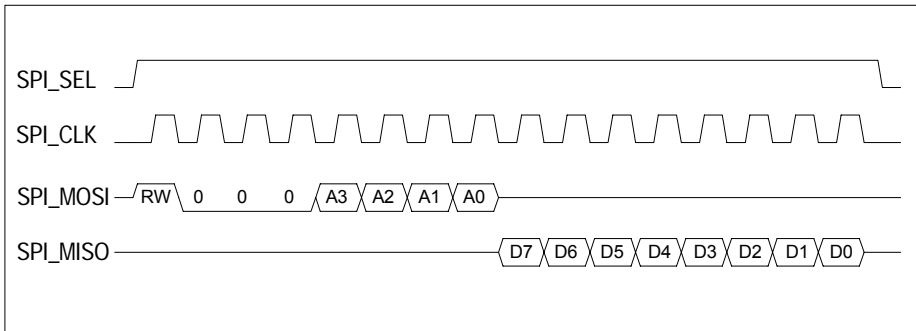 SPI_SEL
SPI_CLK
SPI_MOSI RW 0 0 0 A3 A2 A1 A0
SPI_MISO D7 D6 D5 D4 D3 D2 D1 D0